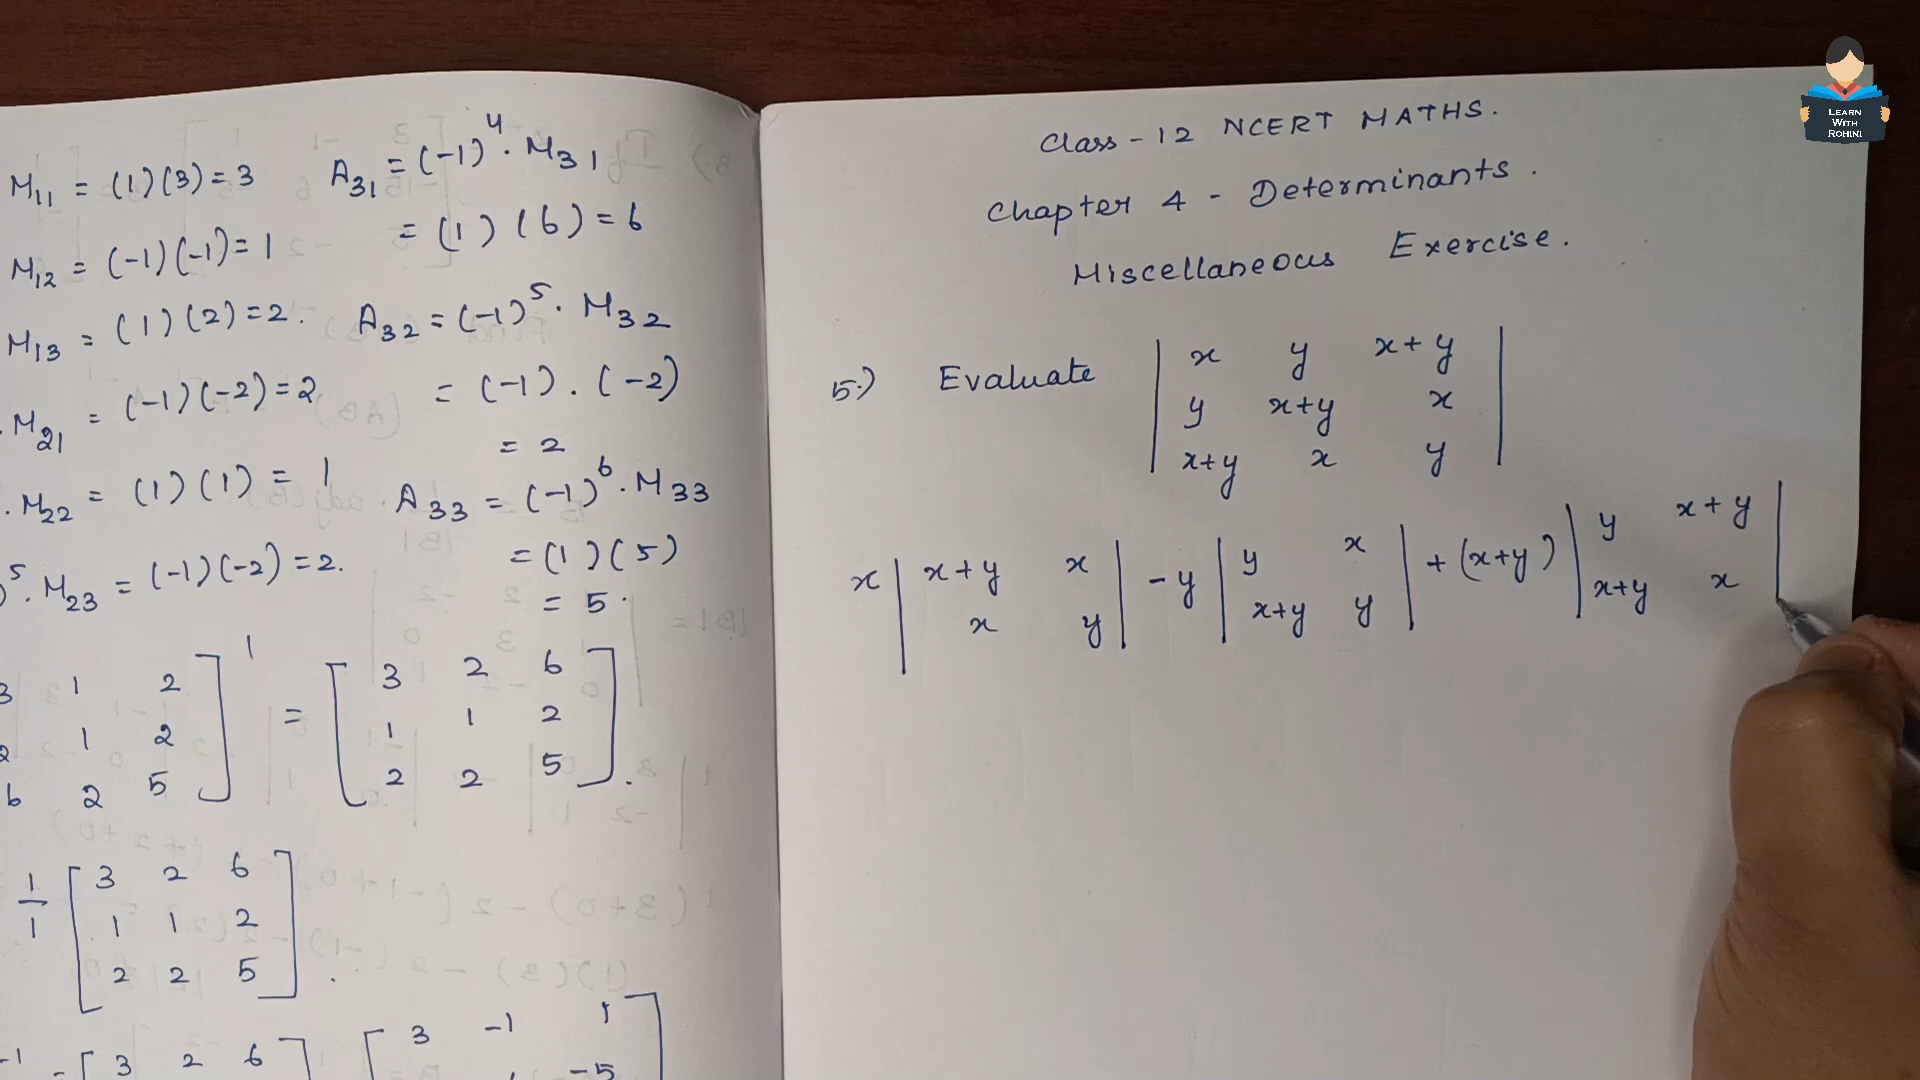 M11 = (1)(3) = 3
M12 = (-1)(-1) = 1
M13 = (1)(2) = 2.
M21 = (-1)(-2) = 2
. M22 = (1)(1) = 1
5. M23 = (-1)(-2) = 2.
A31 = (-1)^4 . M31
= (1) (6) = 6
A32 = (-1)^5 . M32
= (-1) . (-2)
= 2
A33 = (-1)^6 . M33
= (1)(5)
= 5 .
3 1 2 ] ' = [ 3 2 6 ]
2 1 2 1 1 2
6 2 5 2 2 5 .
1/1 [ 3 2 6 ]
1 1 2
2 2 5 .
-1 = [ 3 2 6 ] [ 3 -1 1 ]
-5
Class - 12 NCERT MATHS.
Chapter 4 - Determinants .
Miscellaneous Exercise.
5.) Evaluate | x y x+y |
| y x+y x |
| x+y x y |
x | x+y x | - y | y x | + (x+y) | y x+y |
| x y | | x+y y | | x+y x |
LEARN
WITH
ROHINI